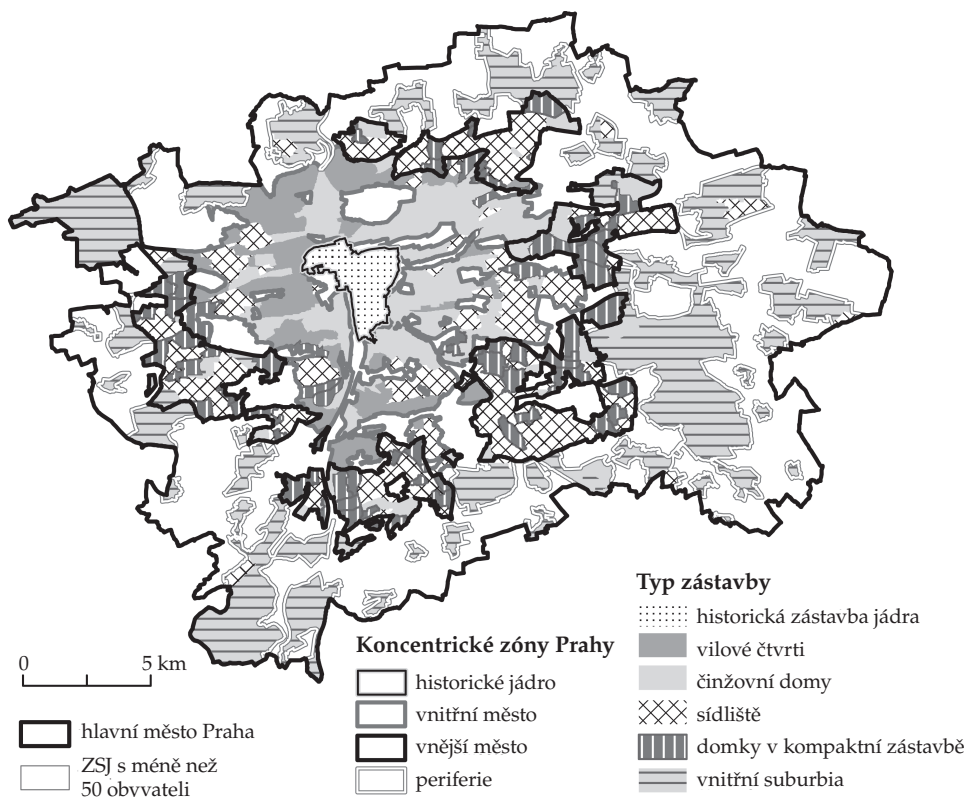 0 5 km
hlavní město Praha
ZSJ s méně než
50 obyvateli
Koncentrické zóny Prahy
historické jádro
vnitřní město
vnější město
periferie
Typ zástavby
historická zástavba jádra
vilové čtvrti
činžovní domy
sídliště
domky v kompaktní zástavbě
vnitřní suburbia